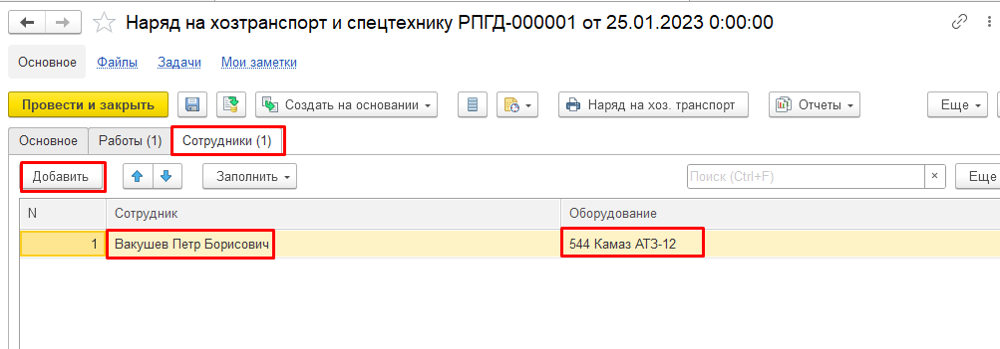 Наряд на хозтранспорт и спецтехнику РПГД-000001 от 25.01.2023 0:00:00
Основное Файлы Задачи Мои заметки
Провести и закрыть Создать на основании Наряд на хоз. транспорт Отчеты Еще
Основное Работы (1) Сотрудники (1)
Добавить Заполнить Поиск (Ctrl+F) × Еще
N Сотрудник Оборудование
1 Вакушев Петр Борисович 544 Камаз АТЗ-12